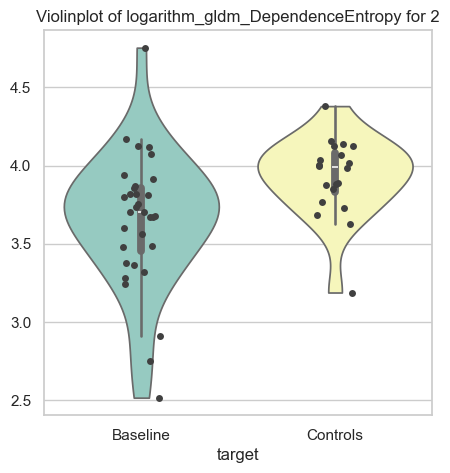 Violinplot of logarithm_gldm_DependenceEntropy for 2
4.5
4.0
3.5
3.0
2.5
Baseline
Controls
target